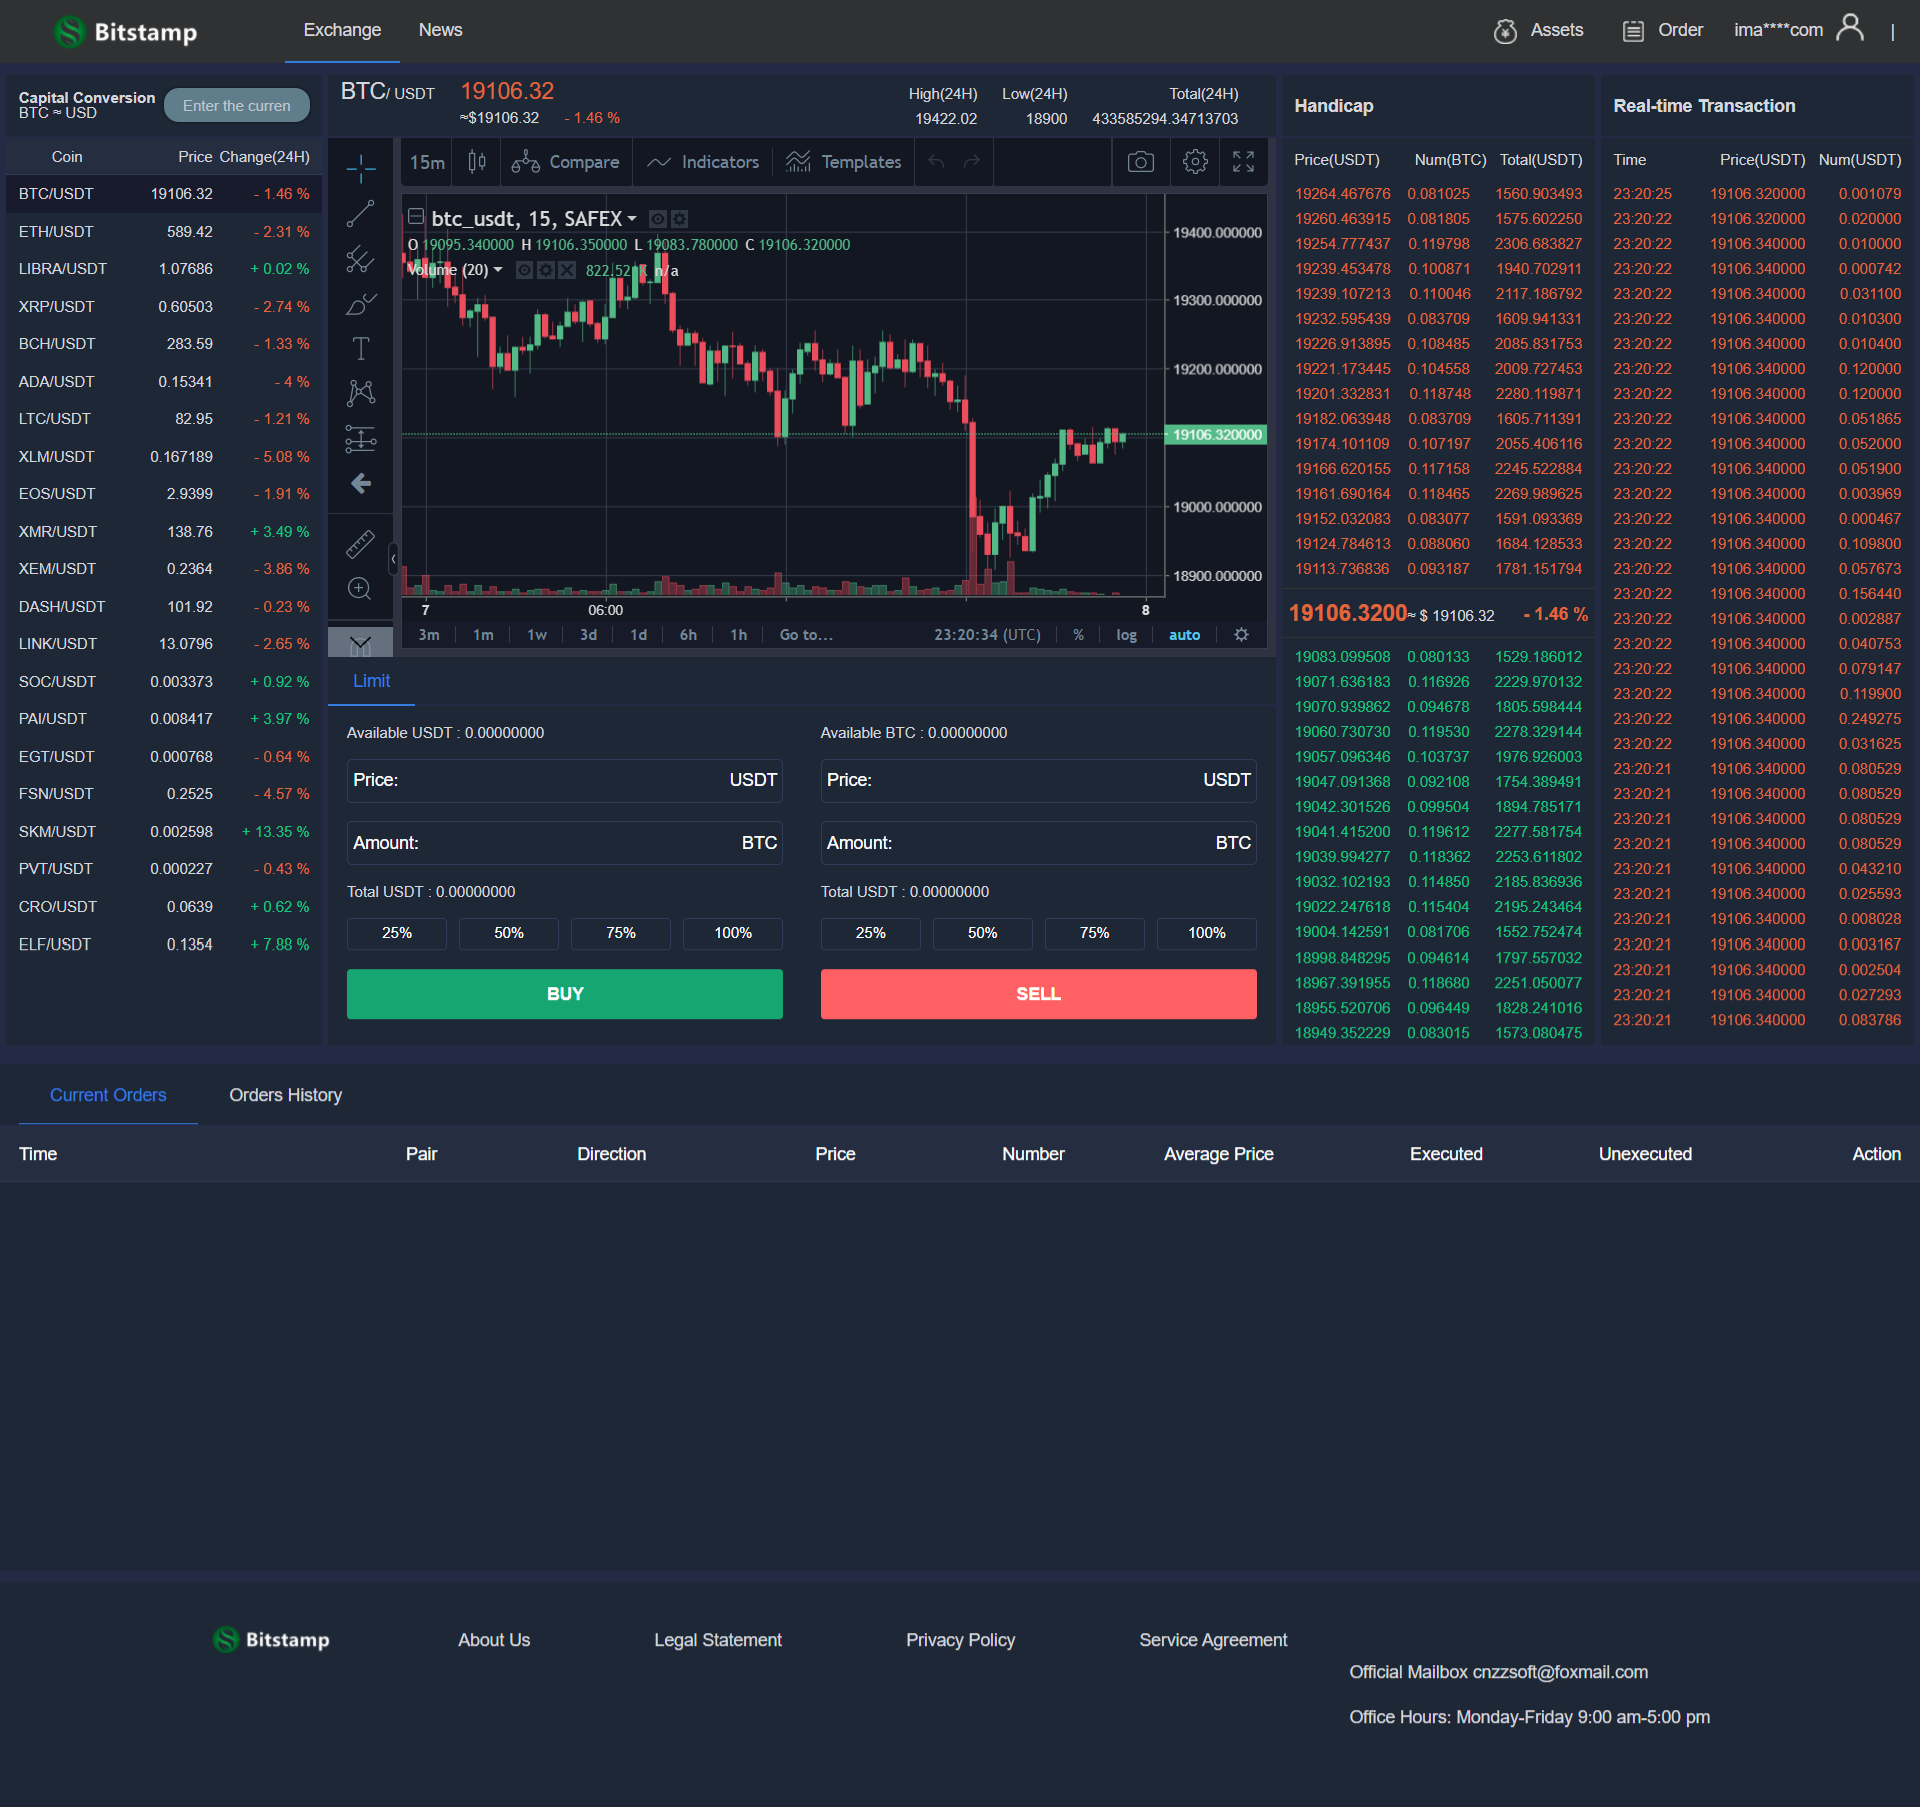 Bitstamp
Exchange
News
Assets
Order
ima****com
|
Capital Conversion
BTC ≈ USD
Enter the curren
Coin Price Change(24H)
BTC/USDT 19106.32 - 1.46 %
ETH/USDT 589.42 - 2.31 %
LIBRA/USDT 1.07686 + 0.02 %
XRP/USDT 0.60503 - 2.74 %
BCH/USDT 283.59 - 1.33 %
ADA/USDT 0.15341 - 4 %
LTC/USDT 82.95 - 1.21 %
XLM/USDT 0.167189 - 5.08 %
EOS/USDT 2.9399 - 1.91 %
XMR/USDT 138.76 + 3.49 %
XEM/USDT 0.2364 - 3.86 %
DASH/USDT 101.92 - 0.23 %
LINK/USDT 13.0796 - 2.65 %
SOC/USDT 0.003373 + 0.92 %
PAI/USDT 0.008417 + 3.97 %
EGT/USDT 0.000768 - 0.64 %
FSN/USDT 0.2525 - 4.57 %
SKM/USDT 0.002598 + 13.35 %
PVT/USDT 0.000227 - 0.43 %
CRO/USDT 0.0639 + 0.62 %
ELF/USDT 0.1354 + 7.88 %
BTC/ USDT 19106.32
≈$19106.32 - 1.46 %
High(24H) Low(24H) Total(24H)
19422.02 18900 433585294.34713703
15m Compare Indicators Templates
btc_usdt, 15, SAFEX
O 19095.340000 H 19106.350000 L 19083.780000 C 19106.320000
Volume (20) n/a
19400.000000
19300.000000
19200.000000
19106.320000
19000.000000
18900.000000
7 06:00 8
3m 1m 1w 3d 1d 6h 1h Go to... 23:20:34 (UTC) % log auto
Limit
Available USDT : 0.00000000
Price: USDT
Amount: BTC
Total USDT : 0.00000000
25% 50% 75% 100%
BUY
Available BTC : 0.00000000
Price: USDT
Amount: BTC
Total USDT : 0.00000000
25% 50% 75% 100%
SELL
Handicap
Price(USDT) Num(BTC) Total(USDT)
19264.467676 0.081025 1560.903493
19260.463915 0.081805 1575.602250
19254.777437 0.119798 2306.683827
19239.453478 0.100871 1940.702911
19239.107213 0.110046 2117.186792
19232.595439 0.083709 1609.941331
19226.913895 0.108485 2085.831753
19221.173445 0.104558 2009.727453
19201.332831 0.118748 2280.119871
19182.063948 0.083709 1605.711391
19174.101109 0.107197 2055.406116
19166.620155 0.117158 2245.522884
19161.690164 0.118465 2269.989625
19152.032083 0.083077 1591.093369
19124.784613 0.088060 1684.128533
19113.736836 0.093187 1781.151794
19106.3200 ≈ $ 19106.32 - 1.46 %
19083.099508 0.080133 1529.186012
19071.636183 0.116926 2229.970132
19070.939862 0.094678 1805.598444
19060.730730 0.119530 2278.329144
19057.096346 0.103737 1976.926003
19047.091368 0.092108 1754.389491
19042.301526 0.099504 1894.785171
19041.415200 0.119612 2277.581754
19039.994277 0.118362 2253.611802
19032.102193 0.114850 2185.836936
19022.247618 0.115404 2195.243464
19004.142591 0.081706 1552.752474
18998.848295 0.094614 1797.557032
18967.391955 0.118680 2251.050077
18955.520706 0.096449 1828.241016
18949.352229 0.083015 1573.080475
Real-time Transaction
Time Price(USDT) Num(USDT)
23:20:25 19106.320000 0.001079
23:20:22 19106.320000 0.020000
23:20:22 19106.340000 0.010000
23:20:22 19106.340000 0.000742
23:20:22 19106.340000 0.031100
23:20:22 19106.340000 0.010300
23:20:22 19106.340000 0.010400
23:20:22 19106.340000 0.120000
23:20:22 19106.340000 0.120000
23:20:22 19106.340000 0.051865
23:20:22 19106.340000 0.052000
23:20:22 19106.340000 0.051900
23:20:22 19106.340000 0.003969
23:20:22 19106.340000 0.000467
23:20:22 19106.340000 0.109800
23:20:22 19106.340000 0.057673
23:20:22 19106.340000 0.156440
23:20:22 19106.340000 0.002887
23:20:22 19106.340000 0.040753
23:20:22 19106.340000 0.079147
23:20:22 19106.340000 0.119900
23:20:22 19106.340000 0.249275
23:20:22 19106.340000 0.031625
23:20:21 19106.340000 0.080529
23:20:21 19106.340000 0.080529
23:20:21 19106.340000 0.080529
23:20:21 19106.340000 0.080529
23:20:21 19106.340000 0.043210
23:20:21 19106.340000 0.025593
23:20:21 19106.340000 0.008028
23:20:21 19106.340000 0.003167
23:20:21 19106.340000 0.002504
23:20:21 19106.340000 0.027293
23:20:21 19106.340000 0.083786
Current Orders
Orders History
Time Pair Direction Price Number Average Price Executed Unexecuted Action
Bitstamp
About Us
Legal Statement
Privacy Policy
Service Agreement
Official Mailbox cnzzsoft@foxmail.com
Office Hours: Monday-Friday 9:00 am-5:00 pm